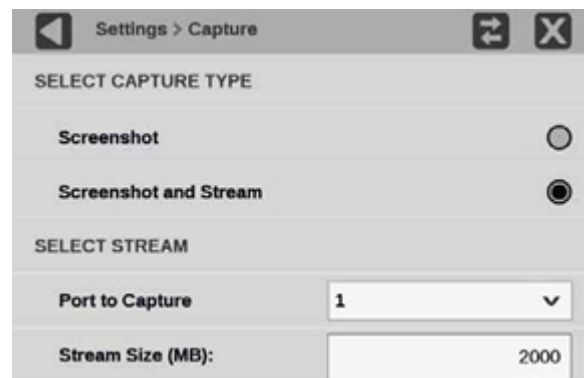 Settings > Capture
SELECT CAPTURE TYPE
Screenshot
Screenshot and Stream
SELECT STREAM
Port to Capture 1
Stream Size (MB): 2000